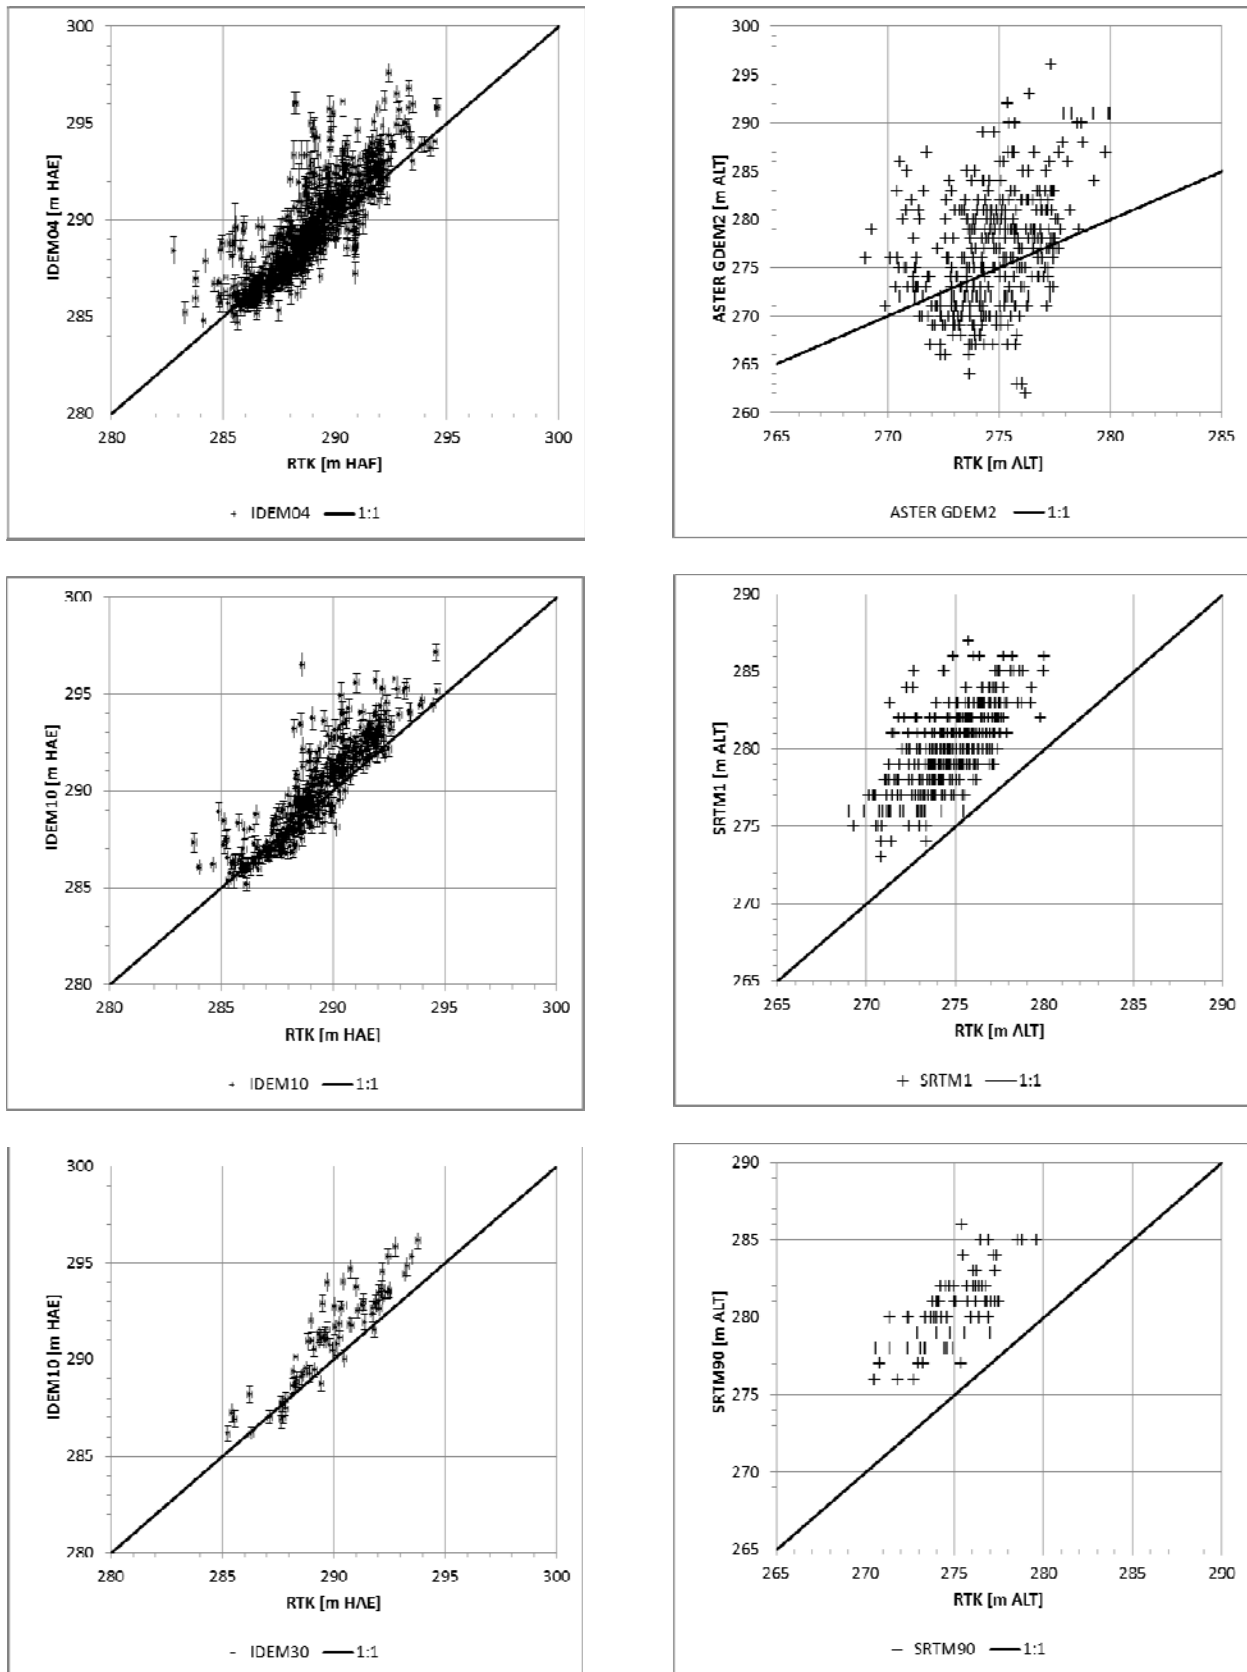 300
295
290
285
280
IDEM04 [m HAE]
280 285 290 295 300
RTK [m HAE]
IDEM04 1:1
300
295
290
285
280
275
270
265
260
ASTER GDEM2 [m ALT]
265 270 275 280 285
RTK [m ALT]
ASTER GDEM2 1:1
300
295
290
285
280
IDEM10 [m HAE]
280 285 290 295 300
RTK [m HAE]
IDEM10 1:1
290
285
280
275
270
265
SRTM1 [m ALT]
265 270 275 280 285 290
RTK [m ALT]
SRTM1 1:1
300
295
290
285
280
IDEM10 [m HAE]
280 285 290 295 300
RTK [m HAE]
IDEM30 1:1
290
285
280
275
270
265
SRTM90 [m ALT]
265 270 275 280 285 290
RTK [m ALT]
SRTM90 1:1